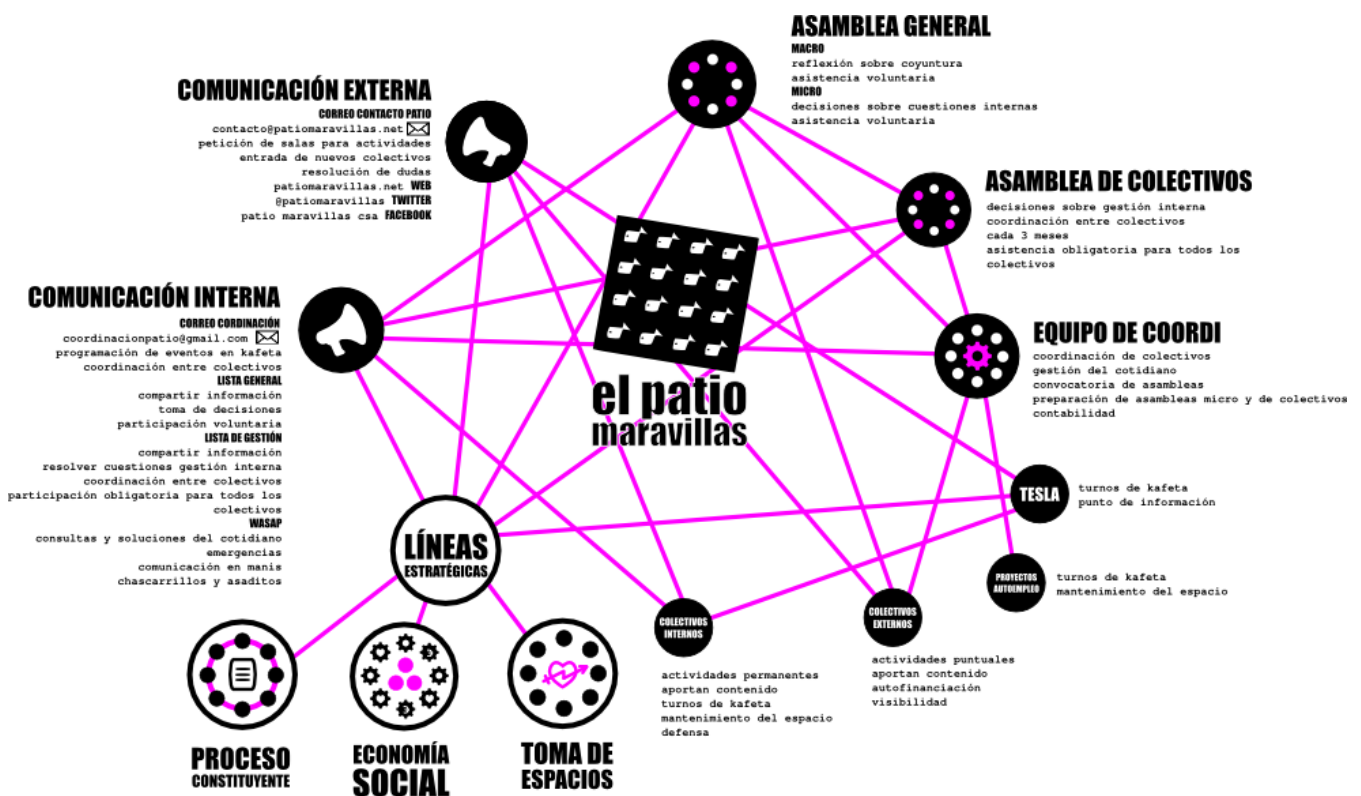 ASAMBLEA GENERAL
MACRO
reflexión sobre coyuntura
asistencia voluntaria
MICRO
decisiones sobre cuestiones internas
asistencia voluntaria
COMUNICACIÓN EXTERNA
CORREO CONTACTO PATIO
contacto@patiomaravillas.net
petición de salas para actividades
entrada de nuevos colectivos
resolución de dudas
patiomaravillas.net WEB
@patiomaravillas TWITTER
patio maravillas csa FACEBOOK
ASAMBLEA DE COLECTIVOS
decisiones sobre gestión interna
coordinación entre colectivos
cada 3 meses
asistencia obligatoria para todos los
colectivos
COMUNICACIÓN INTERNA
CORREO CORDINACIÓN
coordinacionpatio@gmail.com
programación de eventos en kafeta
coordinación entre colectivos
LISTA GENERAL
compartir información
toma de decisiones
participación voluntaria
LISTA DE GESTIÓN
compartir información
resolver cuestiones gestión interna
coordinación entre colectivos
participación obligatoria para todos los
colectivos
WASAP
consultas y soluciones del cotidiano
emergencias
comunicación en manis
chascarrillos y asaditos
el patio
maravillas
EQUIPO DE COORDI
coordinación de colectivos
gestión del cotidiano
convocatoria de asambleas
preparación de asambleas micro y de colectivos
contabilidad
TESLA
turnos de kafeta
punto de información
PROYECTOS
AUTOEMPLEO
turnos de kafeta
mantenimiento del espacio
LÍNEAS
ESTRATÉGICAS
COLECTIVOS
INTERNOS
actividades permanentes
aportan contenido
turnos de kafeta
mantenimiento del espacio
defensa
COLECTIVOS
EXTERNOS
actividades puntuales
aportan contenido
autofinanciación
visibilidad
PROCESO
CONSTITUYENTE
ECONOMÍA
SOCIAL
TOMA DE
ESPACIOS